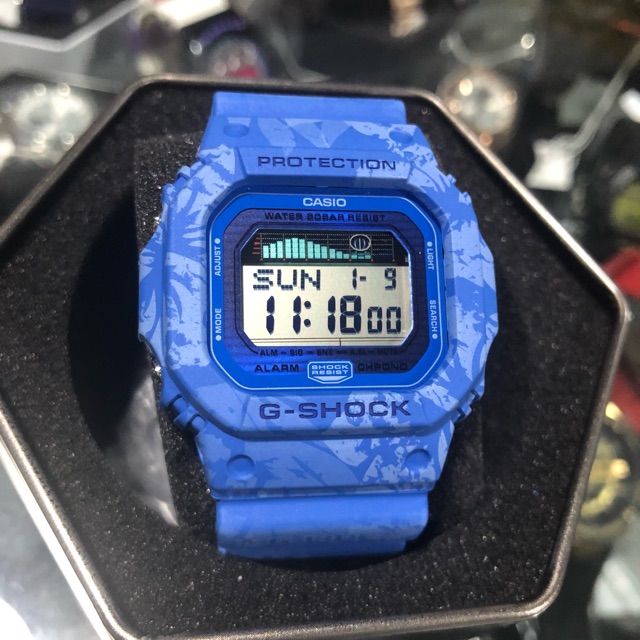 PROTECTION
CASIO
WATER 20BAR RESIST
ADJUST
LIGHT
SUN 1-9
11:18 00
MODE
SEARCH
ALM SIG SNZ
ALARM CHRONO
SHOCK
RESIST
G-SHOCK